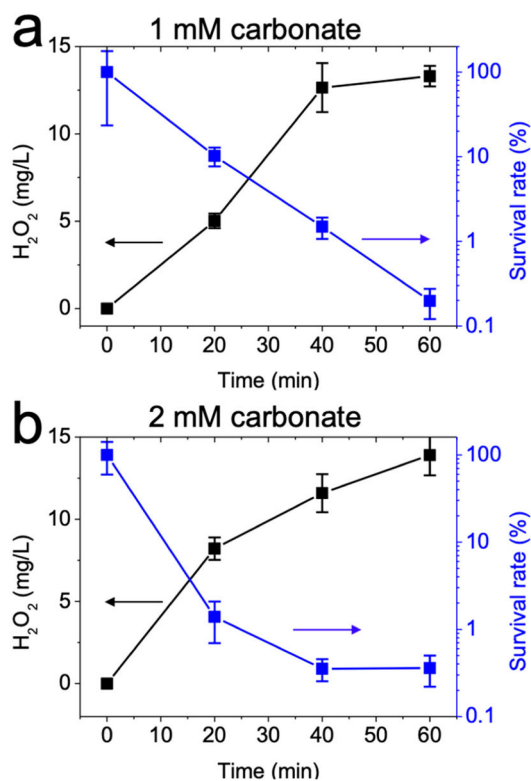 a
1 mM carbonate
15
10
5
0
H₂O₂ (mg/L)
100
10
1
0.1
Survival rate (%)
0 10 20 30 40 50 60
Time (min)
b
2 mM carbonate
15
10
5
0
H₂O₂ (mg/L)
100
10
1
0.1
Survival rate (%)
0 10 20 30 40 50 60
Time (min)